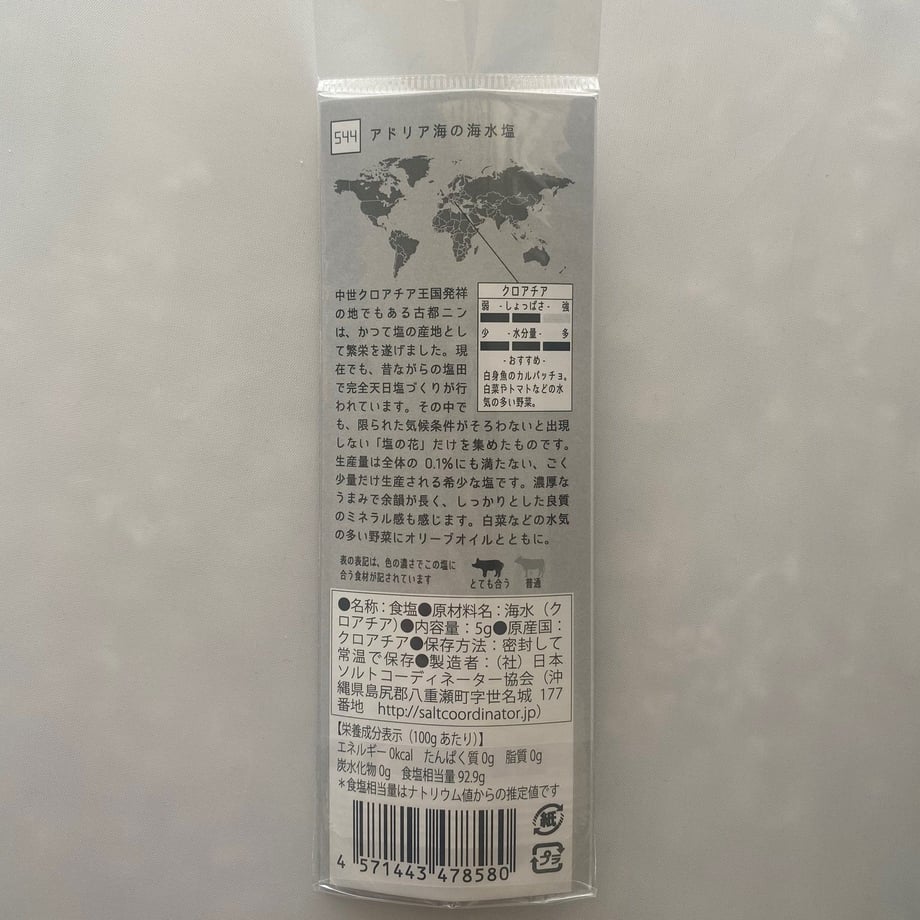 544 アドリア海の海水塩
中世クロアチア王国発祥
の地でもある古都ニン
は、かつて塩の産地とし
て繁栄を遂げました。現
在でも、昔ながらの塩田
で完全天日塩づくりが行
われています。その中で
も、限られた気候条件がそろわないと出現
しない「塩の花」だけを集めたものです。
生産量は全体の 0.1%にも満たない、ごく
少量だけ生産される希少な塩です。濃厚な
うまみで余韻が長く、しっかりとした良質
のミネラル感も感じます。白菜などの水気
の多い野菜にオリーブオイルとともに。
クロアチア
弱 -しょっぱさ- 強
少 -水分量- 多
-おすすめ-
白身魚のカルパッチョ。
白菜やトマトなどの水
気の多い野菜。
表の表記は、色の濃さでこの塩に
合う食材が記されています
とても合う 普通
●名称：食塩●原材料名：海水（ク
ロアチア）●内容量：5g●原産国：
クロアチア●保存方法：密封して
常温で保存●製造者：（社）日本
ソルトコーディネーター協会（沖
縄県島尻郡八重瀬町字世名城 177
番地 http://saltcoordinator.jp）
【栄養成分表示（100gあたり）】
エネルギー 0kcal たんぱく質 0g 脂質 0g
炭水化物 0g 食塩相当量 92.9g
＊食塩相当量はナトリウム値からの推定値です
紙
プラ
4 571443 478580